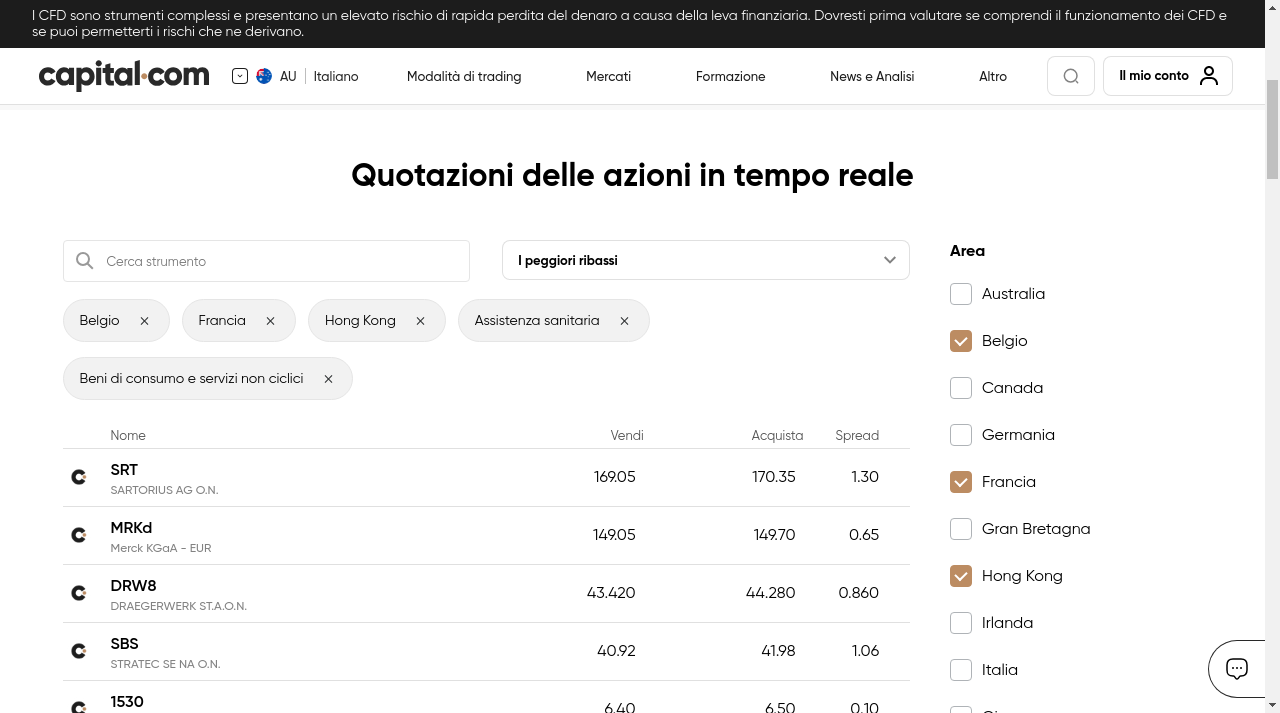 I CFD sono strumenti complessi e presentano un elevato rischio di rapida perdita del denaro a causa della leva finanziaria. Dovresti prima valutare se comprendi il funzionamento dei CFD e
se puoi permetterti i rischi che ne derivano.
capital.com AU Italiano Modalità di trading Mercati Formazione News e Analisi Altro Il mio conto
Quotazioni delle azioni in tempo reale
Cerca strumento
I peggiori ribassi
Belgio Francia Hong Kong Assistenza sanitaria
Beni di consumo e servizi non ciclici
Nome Vendi Acquista Spread
SRT 169.05 170.35 1.30
SARTORIUS AG O.N.
MRKd 149.05 149.70 0.65
Merck KGaA - EUR
DRW8 43.420 44.280 0.860
DRAEGERWERK ST.A.O.N.
SBS 40.92 41.98 1.06
STRATEC SE NA O.N.
1530 6.40 6.50 0.10
Area
Australia
Belgio
Canada
Germania
Francia
Gran Bretagna
Hong Kong
Irlanda
Italia